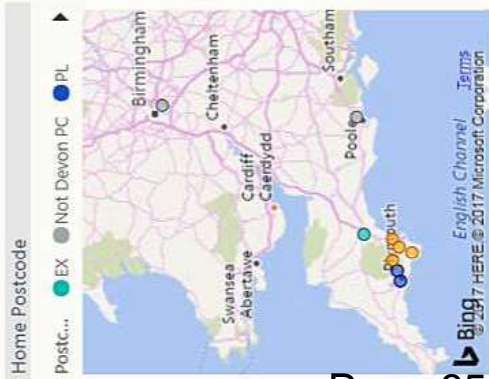 Home Postcode
Postc... EX Not Devon PC PL
Birmingham
Cheltenham
Swansea
Abertawe
Cardiff
Caerdydd
Southam
Poole
English Channel
Bing
© 2017 HERE, © 2017 Microsoft Corporation Terms